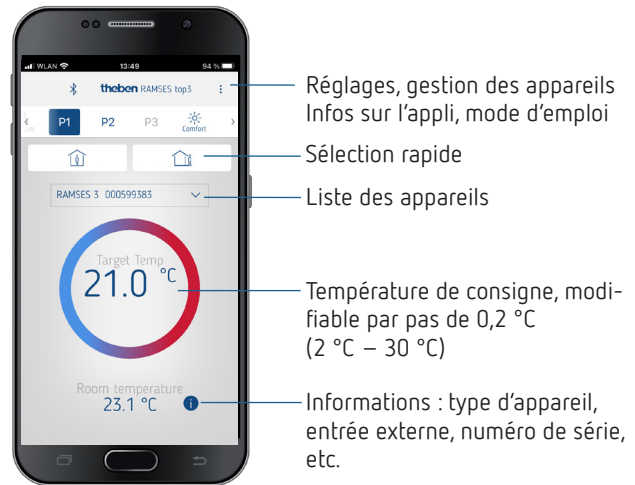 WLAN 13:49 94 %
theben RAMSES top3
Réglages, gestion des appareils
Infos sur l'appli, mode d'emploi
P1 P2 P3 Comfort
Sélection rapide
RAMSES 3 000599383
Liste des appareils
Target Temp
21.0 °C
Température de consigne, modi-
fiable par pas de 0,2 °C
(2 °C – 30 °C)
Room temperature
23.1 °C
Informations : type d'appareil,
entrée externe, numéro de série,
etc.